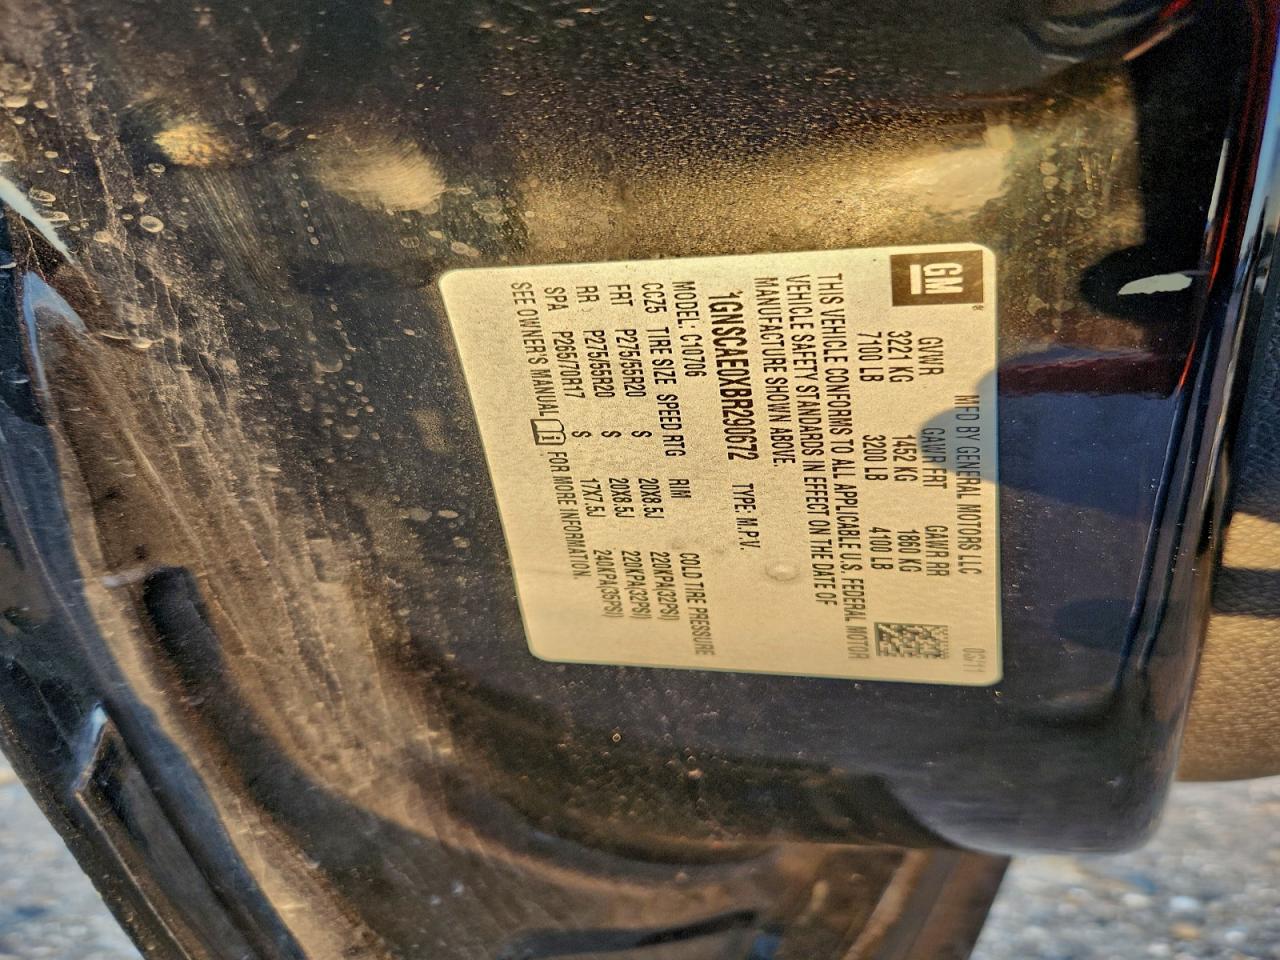 GM
MFD BY GENERAL MOTORS LLC 03/11
GVWR GAWR FRT GAWR RR
3221 KG 1452 KG 1860 KG
7100 LB 3200 LB 4100 LB
THIS VEHICLE CONFORMS TO ALL APPLICABLE U.S. FEDERAL MOTOR
VEHICLE SAFETY STANDARDS IN EFFECT ON THE DATE OF
MANUFACTURE SHOWN ABOVE.
1GNSCAEIXBR290672 TYPE: M.P.V.
MODEL: C10706
CCZ5 TIRE SIZE SPEED RTG RIM COLD TIRE PRESSURE
FRT P275/55R20 S 20X8.5J 220KPA(32PSI)
RR P275/55R20 S 20X8.5J 220KPA(32PSI)
SPA P265/70R17 S 17X7.5J 240KPA(35PSI)
SEE OWNER'S MANUAL FOR MORE INFORMATION.